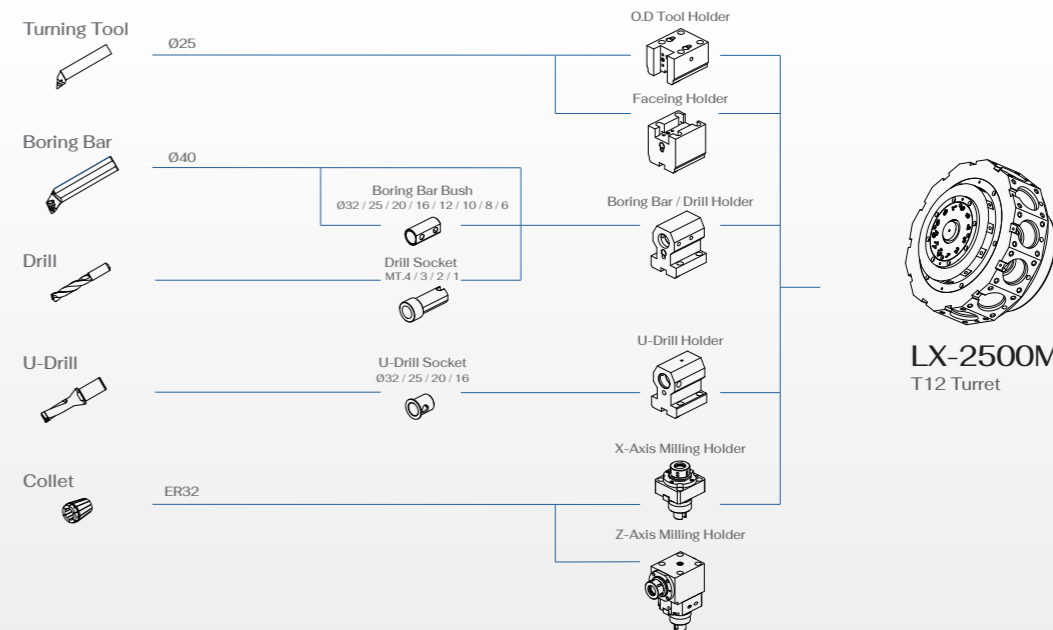 Turning Tool
Ø25
O.D Tool Holder
Faceing Holder
Boring Bar
Ø40
Boring Bar Bush
Ø32 / 25 / 20 / 16 / 12 / 10 / 8 / 6
Boring Bar / Drill Holder
Drill
Drill Socket
MT.4 / 3 / 2 / 1
U-Drill
U-Drill Socket
Ø32 / 25 / 20 / 16
U-Drill Holder
X-Axis Milling Holder
Collet
ER32
Z-Axis Milling Holder
LX-2500M
T12 Turret